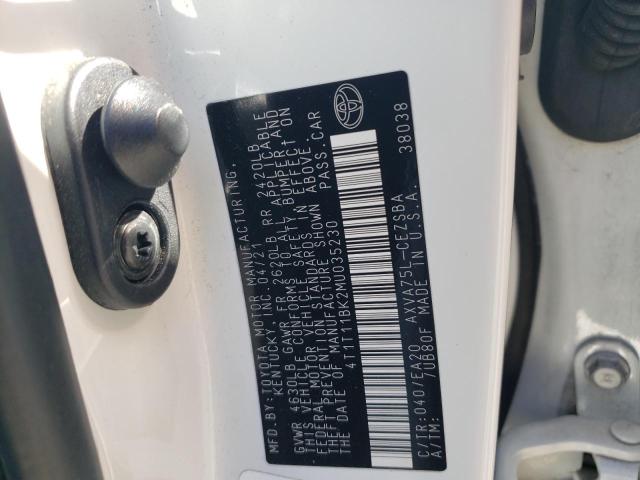 MFD.BY:TOYOTA MOTOR MANUFACTURING,
KENTUCKY, INC. 04/21
GVWR 4630LB GAWR FR 2620LB RR 2420LB
THIS VEHICLE CONFORMS TO ALL APPLICABLE
FEDERAL MOTOR VEHICLE SAFETY, BUMPER, AND
THEFT PREVENTION STANDARDS IN EFFECT ON
THE DATE OF MANUFACTURE SHOWN ABOVE.
4T1T11BK2MU035230 PASS.CAR
C/TR:040/EA20 AXVA75L-CEZSBA
A/TM: 7UB80F MADE IN U.S.A. 38038